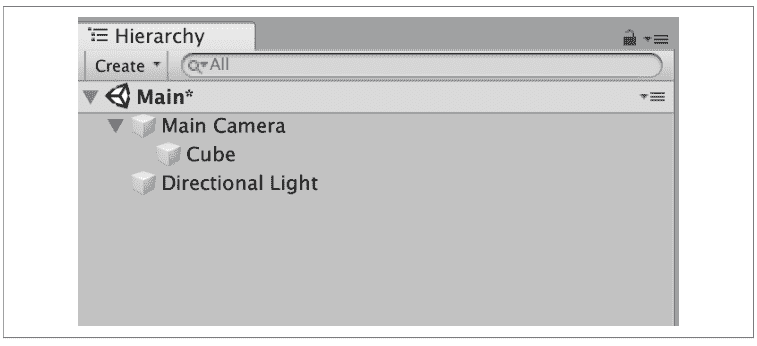 Hierarchy
Create All
Main*
Main Camera
Cube
Directional Light